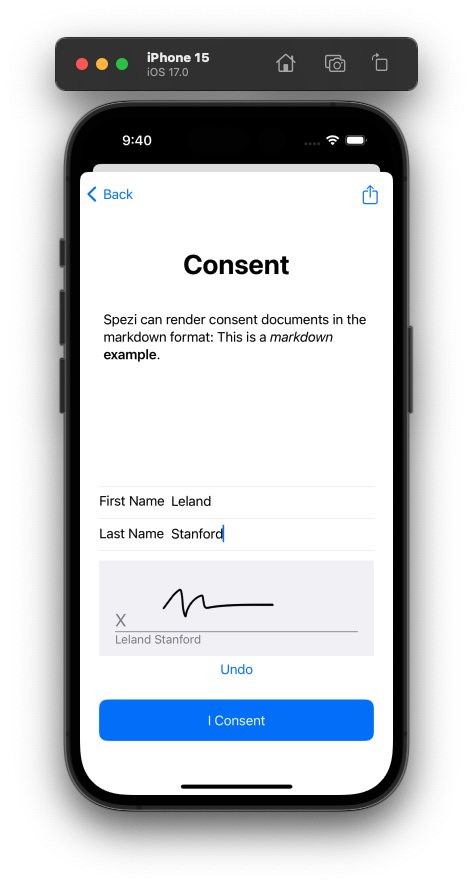 iPhone 15
iOS 17.0
9:40
Back
Consent
Spezi can render consent documents in the
markdown format: This is a markdown
example.
First Name Leland
Last Name Stanford
X
Leland Stanford
Undo
I Consent